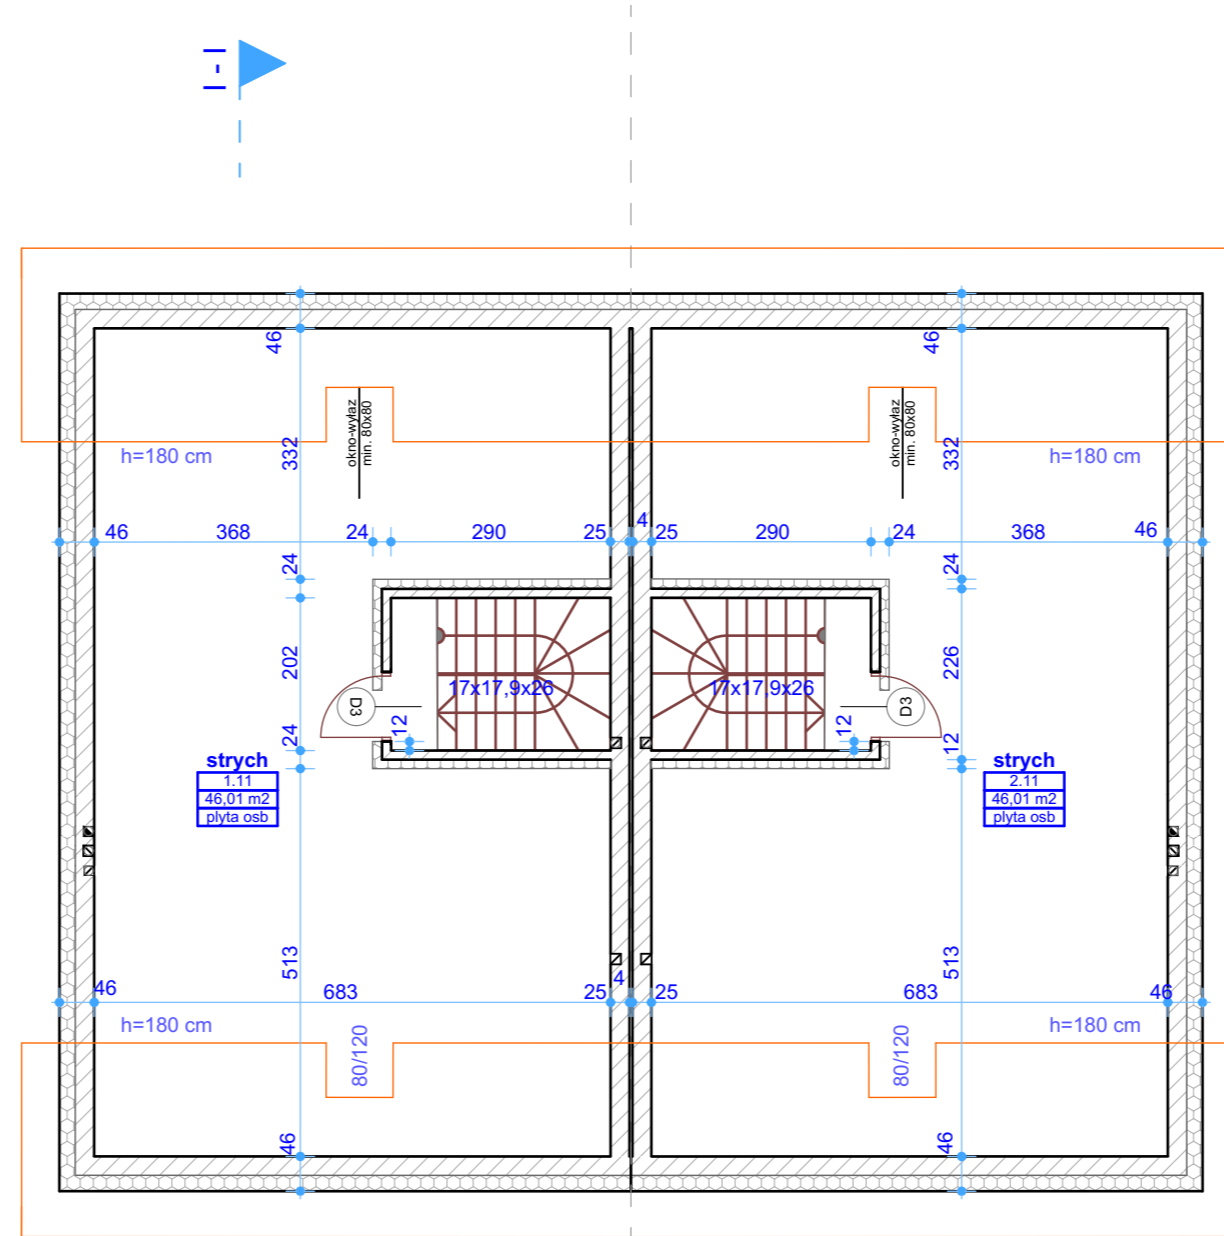 I - I
46
46
332
332
okno-wyłaz
min. 80x80
okno-wyłaz
min. 80x80
h=180 cm
h=180 cm
46
368
24
290
25
4
25
290
24
368
46
24
24
202
226
17x17,9x26
17x17,9x26
D3
D3
24
12
12
12
strych
1.11
46,01 m2
plyta osb
strych
2.11
46,01 m2
plyta osb
513
513
46
683
25
4
25
683
46
h=180 cm
h=180 cm
80/120
80/120
46
46